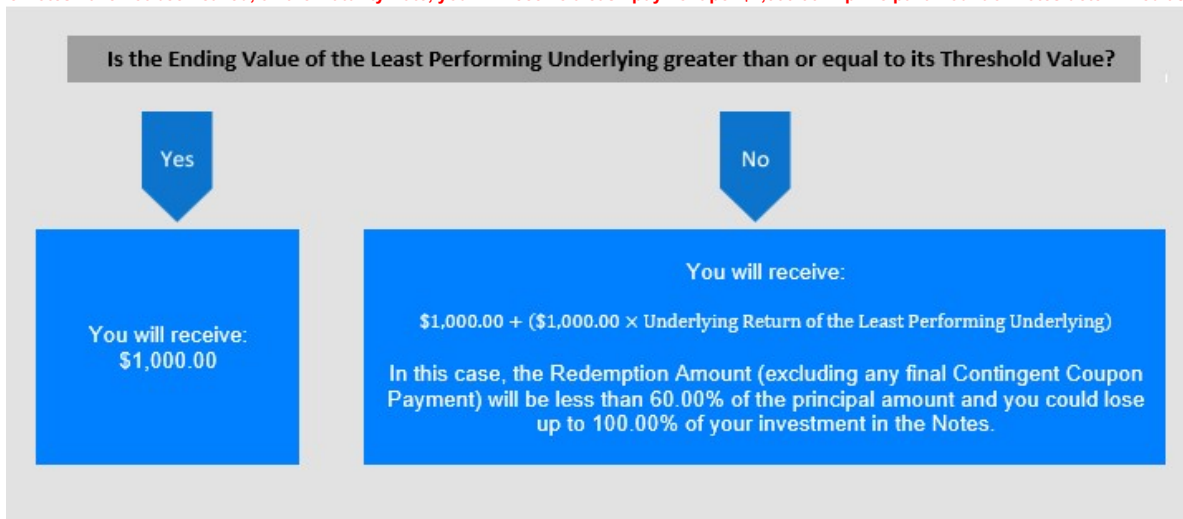 Is the Ending Value of the Least Performing Underlying greater than or equal to its Threshold Value?
Yes
No
You will receive:
$1,000.00
You will receive:
$1,000.00 + ($1,000.00 × Underlying Return of the Least Performing Underlying)
In this case, the Redemption Amount (excluding any final Contingent Coupon
Payment) will be less than 60.00% of the principal amount and you could lose
up to 100.00% of your investment in the Notes.